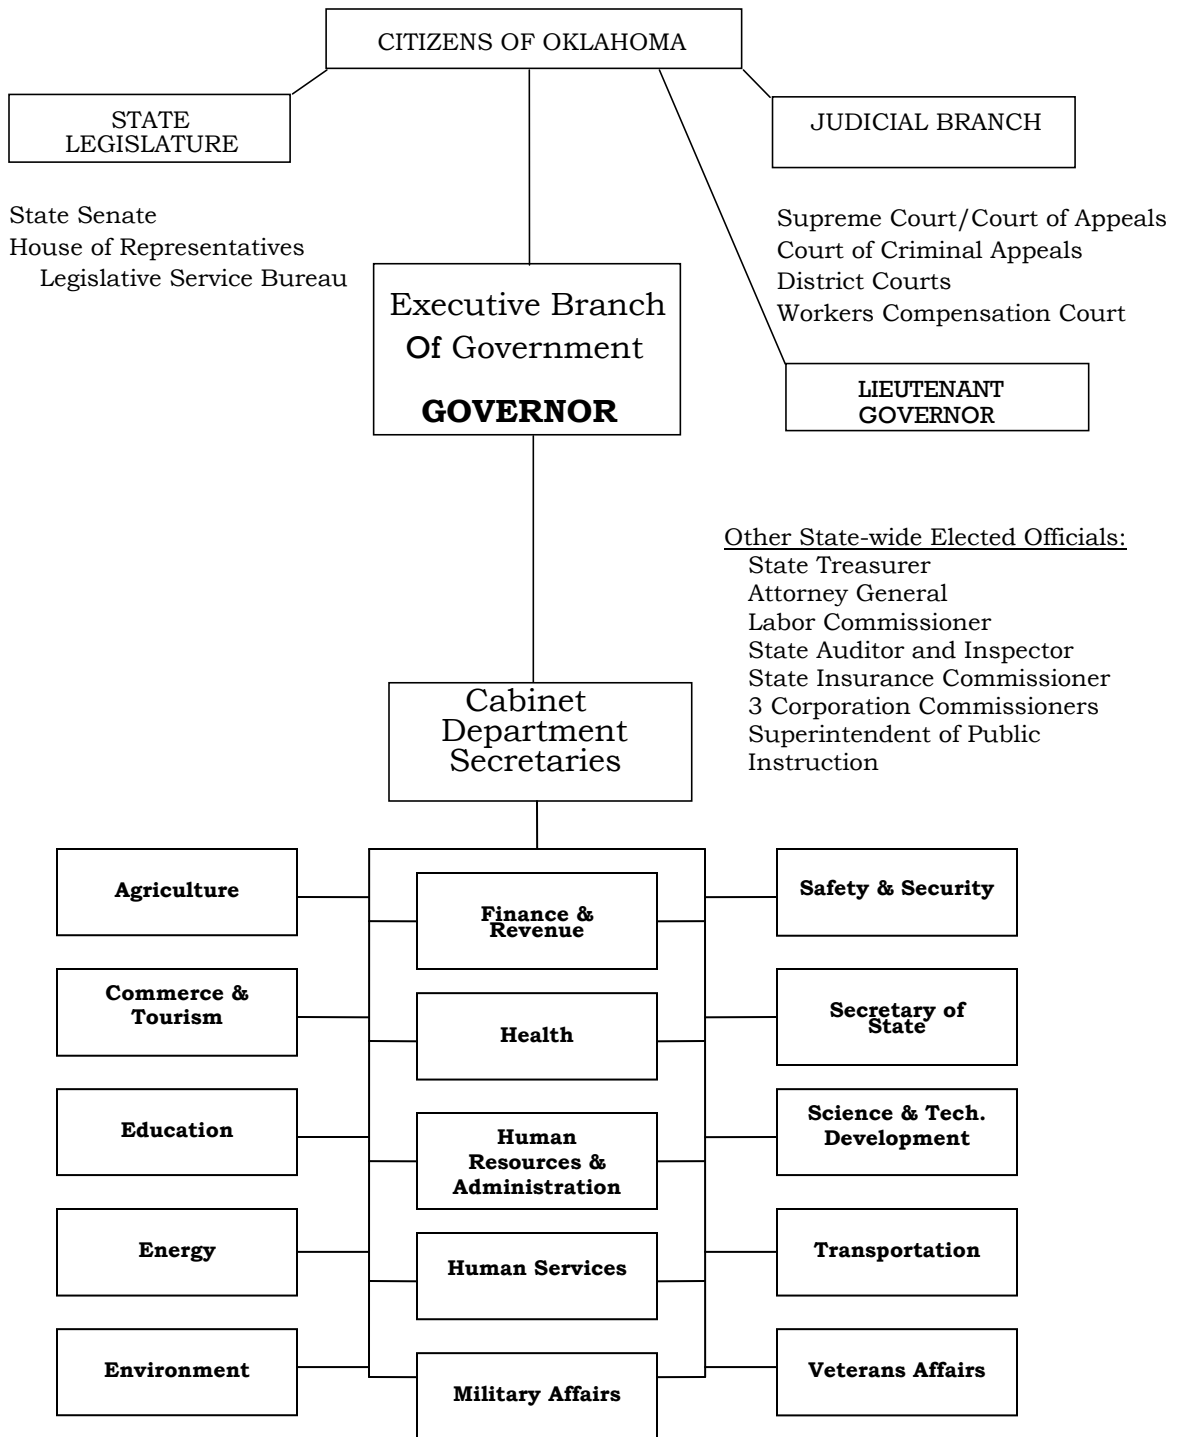 CITIZENS OF OKLAHOMA
STATE
LEGISLATURE
JUDICIAL BRANCH
State Senate
House of Representatives
Legislative Service Bureau
Supreme Court/Court of Appeals
Court of Criminal Appeals
District Courts
Workers Compensation Court
Executive Branch
Of Government
GOVERNOR
LIEUTENANT
GOVERNOR
Other State-wide Elected Officials:
State Treasurer
Attorney General
Labor Commissioner
State Auditor and Inspector
State Insurance Commissioner
3 Corporation Commissioners
Superintendent of Public
Instruction
Cabinet
Department
Secretaries
Agriculture
Finance &
Revenue
Safety & Security
Commerce &
Tourism
Health
Secretary of
State
Education
Human
Resources &
Administration
Science & Tech.
Development
Energy
Human Services
Transportation
Environment
Military Affairs
Veterans Affairs